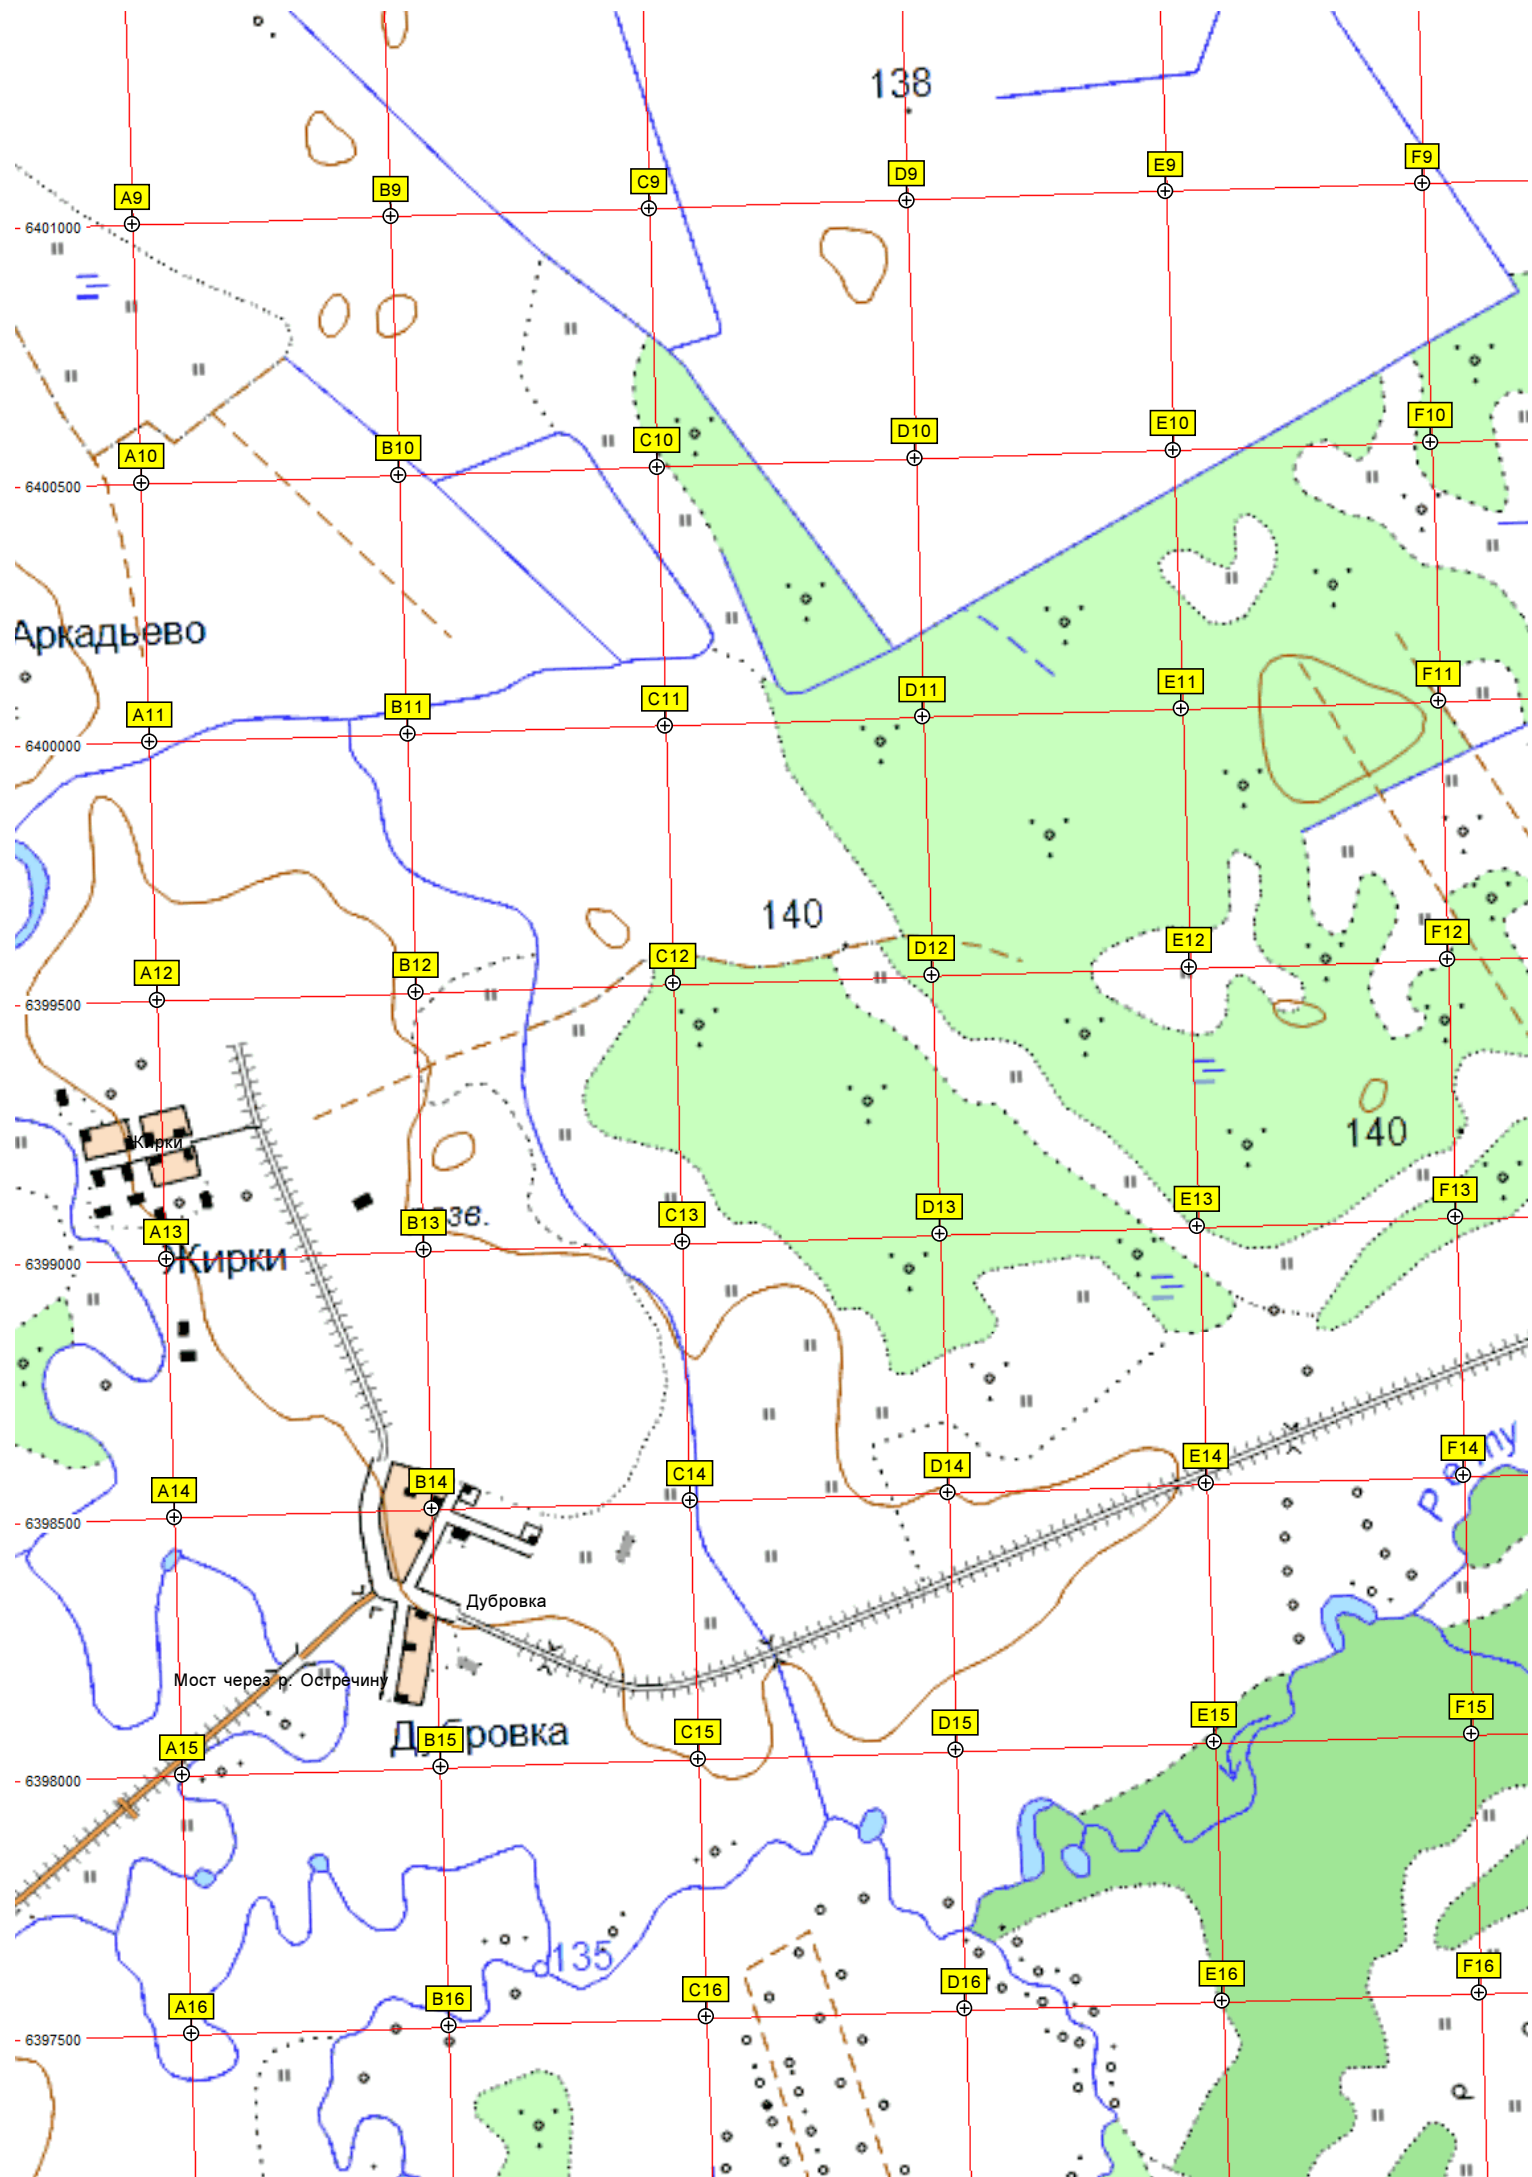 138
A9 B9 C9 D9 E9 F9
6401000
A10 B10 C10 D10 E10 F10
6400500
Аркадьево
A11 B11 C11 D11 E11 F11
6400000
140
A12 B12 C12 D12 E12 F12
6399500
140
Жирки
A13 B13 C13 D13 E13 F13
Жирки
6399000
A14 B14 C14 D14 E14 F14
6398500
Дубровка
Мост через р. Остречину
Дубровка
A15 B15 C15 D15 E15 F15
6398000
135
A16 B16 C16 D16 E16 F16
6397500